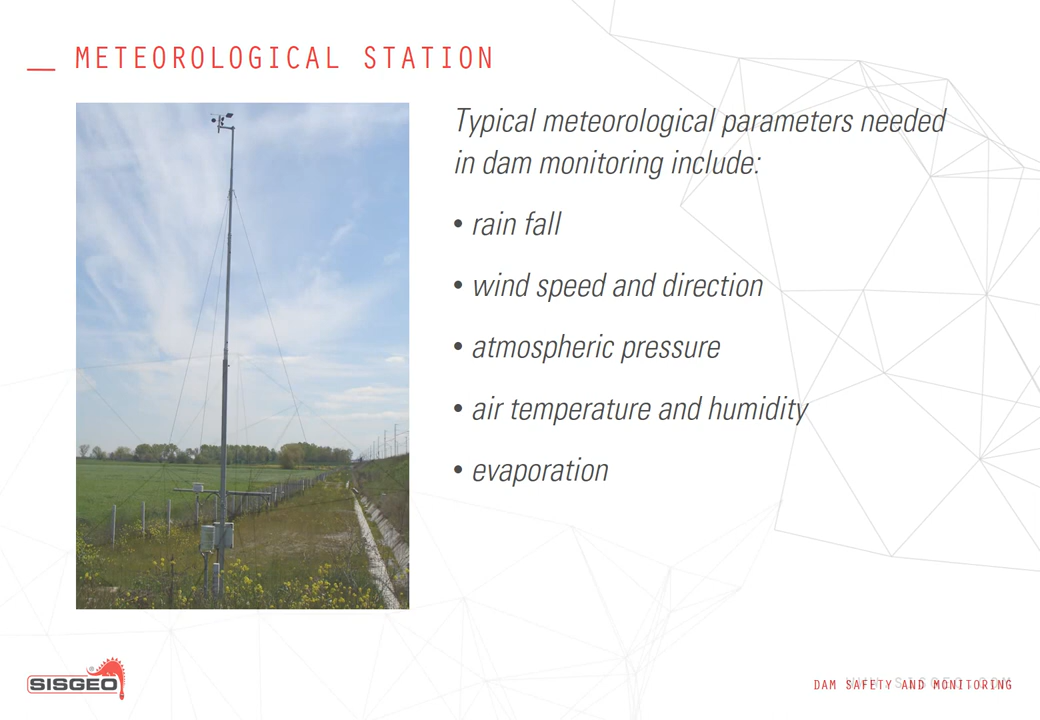 __ METEOROLOGICAL STATION
Typical meteorological parameters needed
in dam monitoring include:
• rain fall
• wind speed and direction
• atmospheric pressure
• air temperature and humidity
• evaporation
SISGEO
DAM SAFETY AND MONITORING